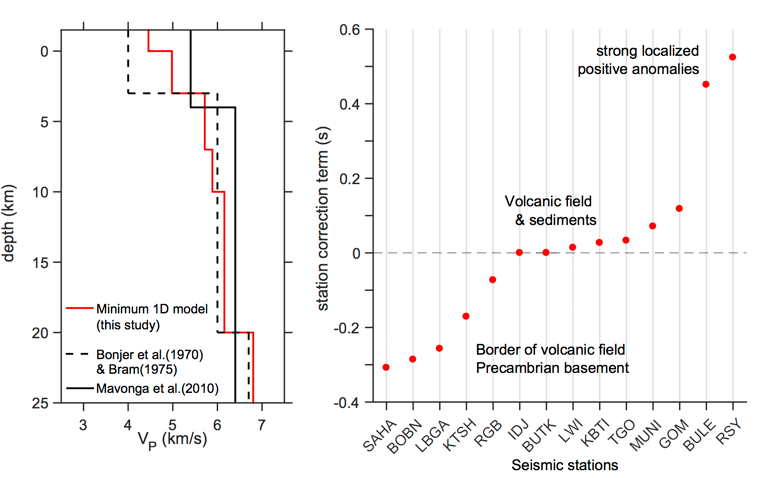 0
5
10
15
20
25
depth (km)
Minimum 1D model
(this study)
Bonjer et al.(1970)
& Bram(1975)
Mavonga et al.(2010)
3 4 5 6 7
VP (km/s)
0.6
0.4
0.2
0
-0.2
-0.4
station correction term (s)
strong localized
positive anomalies
Volcanic field
& sediments
Border of volcanic field
Precambrian basement
SAHA
BOBN
LBGA
KTSH
RGB
IDJ
BUTK
LWI
KBTI
TGO
MUNI
GOM
BULE
RSY
Seismic stations